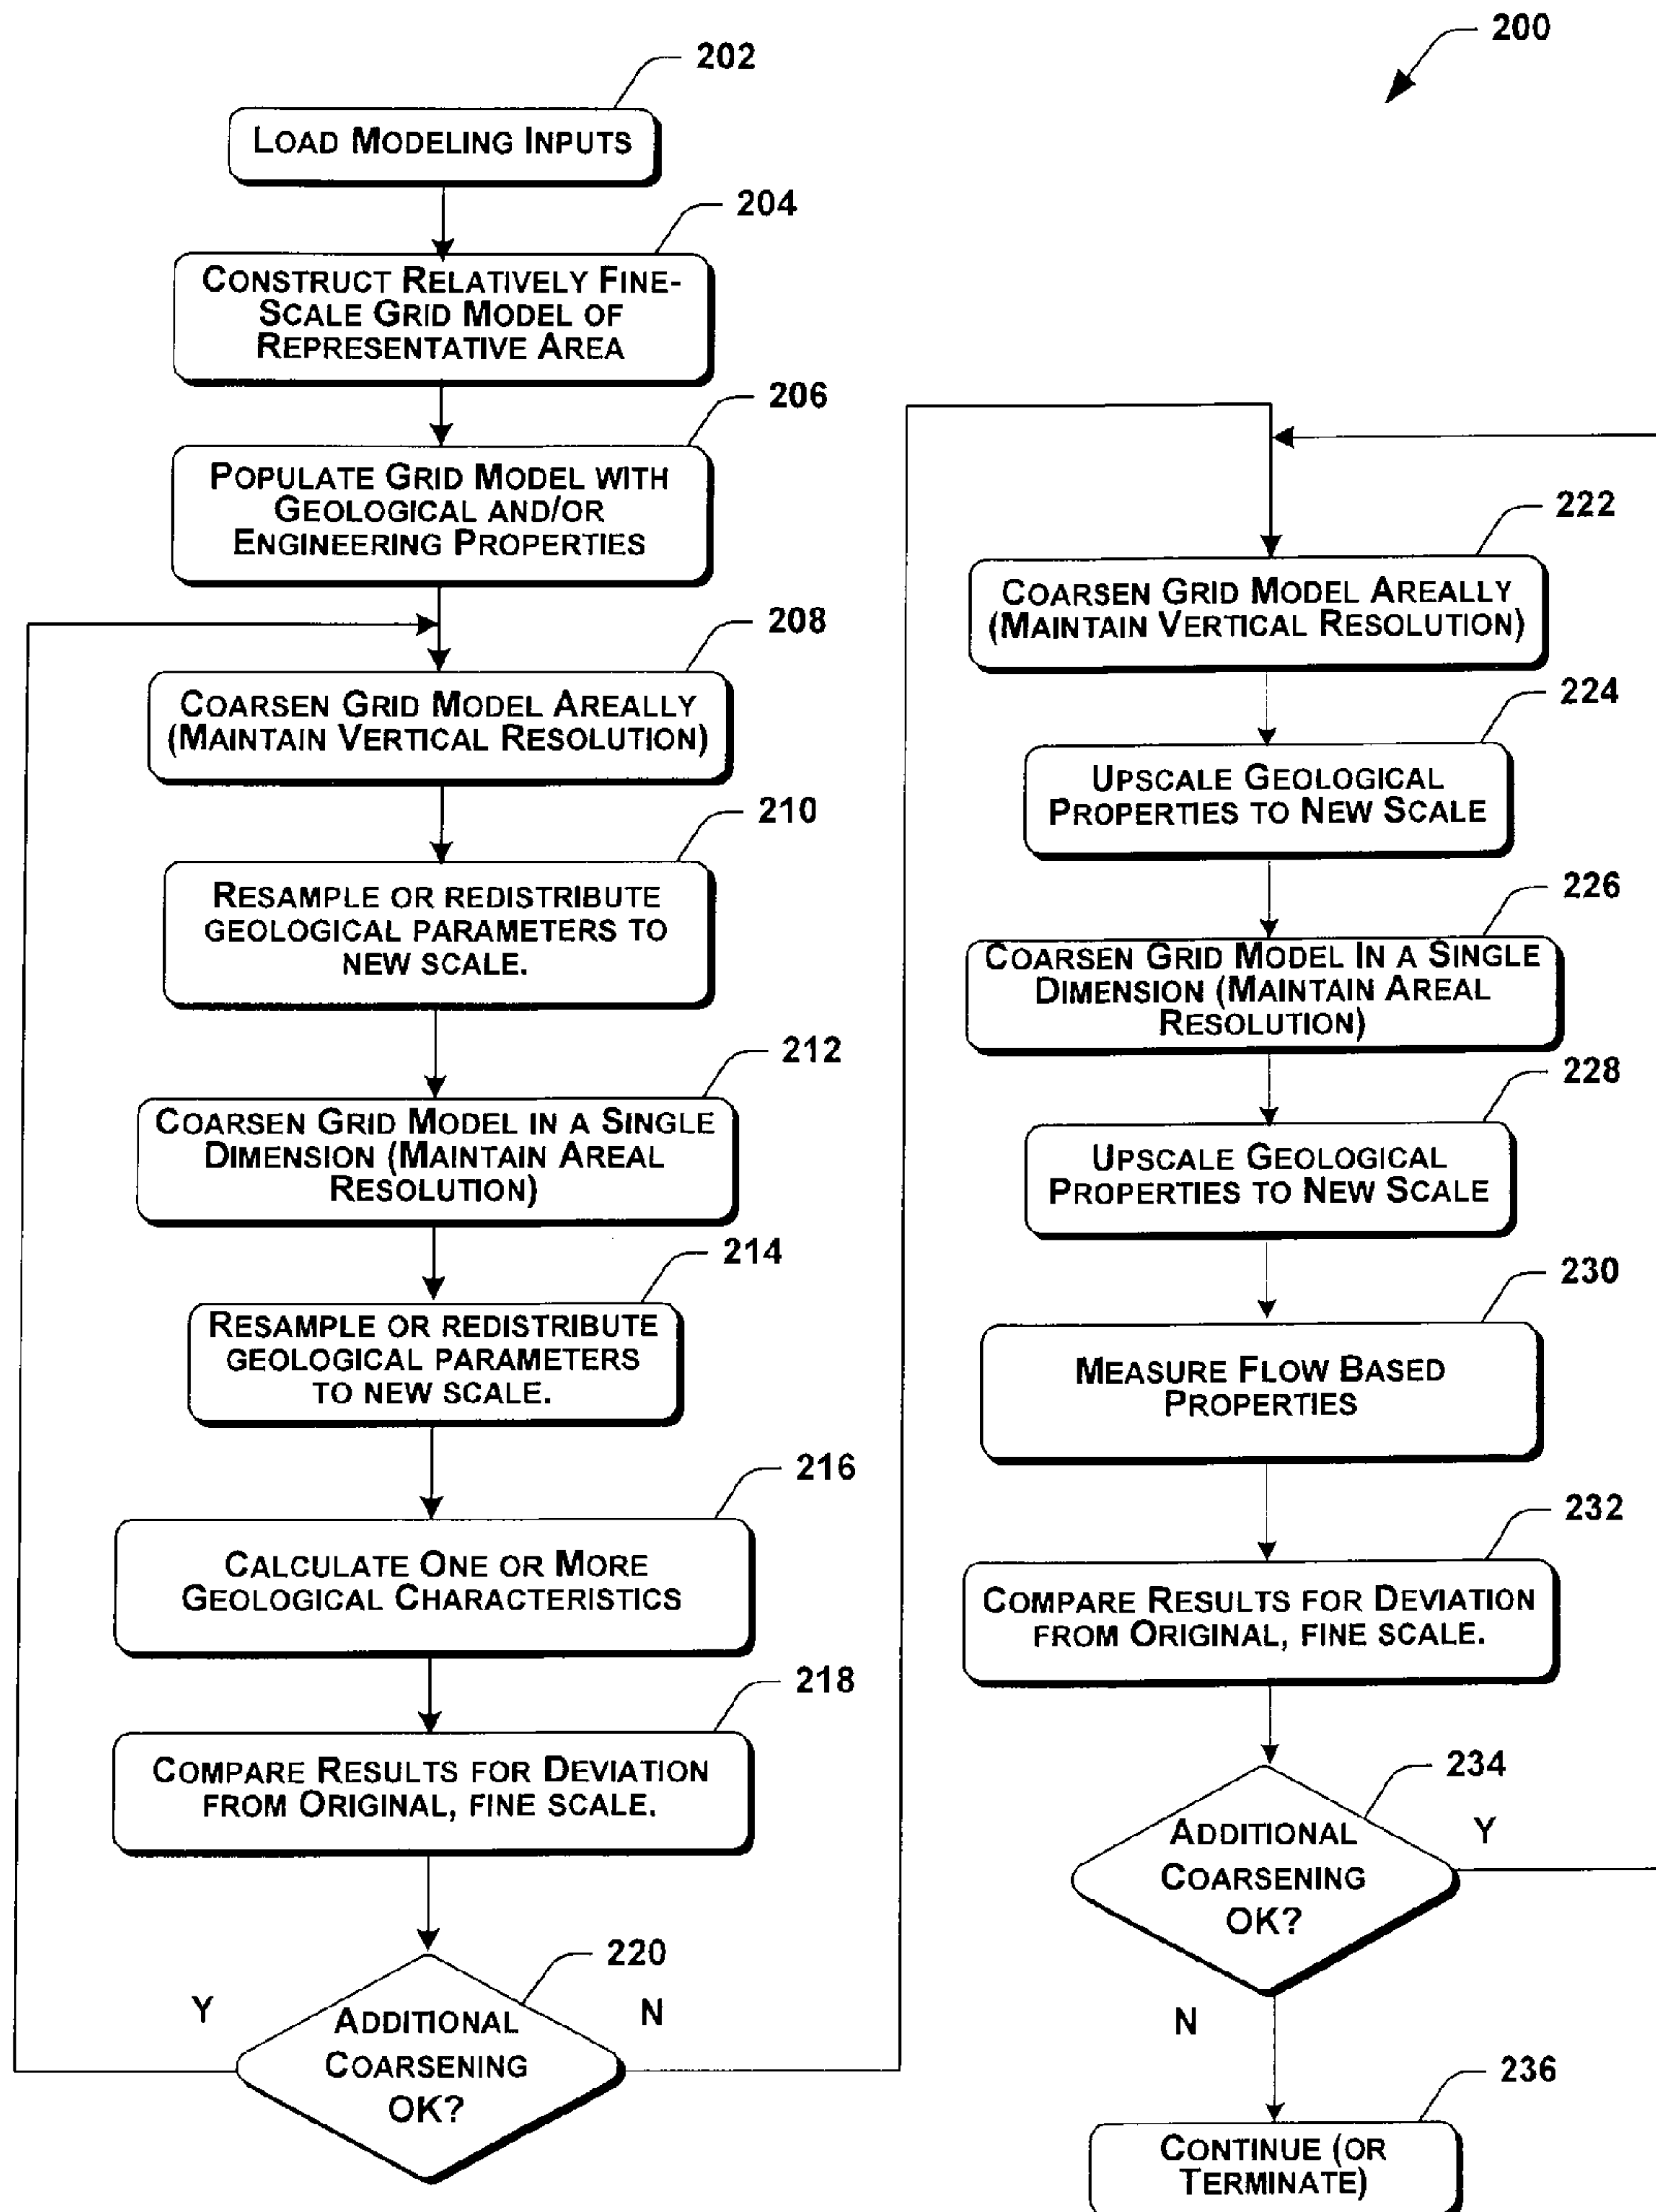 200
202
LOAD MODELING INPUTS
204
CONSTRUCT RELATIVELY FINE-
SCALE GRID MODEL OF
REPRESENTATIVE AREA
206
POPULATE GRID MODEL WITH
GEOLOGICAL AND/OR
ENGINEERING PROPERTIES
208
COARSEN GRID MODEL AREALLY
(MAINTAIN VERTICAL RESOLUTION)
210
RESAMPLE OR REDISTRIBUTE
GEOLOGICAL PARAMETERS TO
NEW SCALE.
212
COARSEN GRID MODEL IN A SINGLE
DIMENSION (MAINTAIN AREAL
RESOLUTION)
214
RESAMPLE OR REDISTRIBUTE
GEOLOGICAL PARAMETERS
TO NEW SCALE.
216
CALCULATE ONE OR MORE
GEOLOGICAL CHARACTERISTICS
218
COMPARE RESULTS FOR DEVIATION
FROM ORIGINAL, FINE SCALE.
220
Y
N
ADDITIONAL
COARSENING
OK?
222
COARSEN GRID MODEL AREALLY
(MAINTAIN VERTICAL RESOLUTION)
224
UPSCALE GEOLOGICAL
PROPERTIES TO NEW SCALE
226
COARSEN GRID MODEL IN A SINGLE
DIMENSION (MAINTAIN AREAL
RESOLUTION)
228
UPSCALE GEOLOGICAL
PROPERTIES TO NEW SCALE
230
MEASURE FLOW BASED
PROPERTIES
232
COMPARE RESULTS FOR DEVIATION
FROM ORIGINAL, FINE SCALE.
234
ADDITIONAL
COARSENING
OK?
Y
N
236
CONTINUE (OR
TERMINATE)